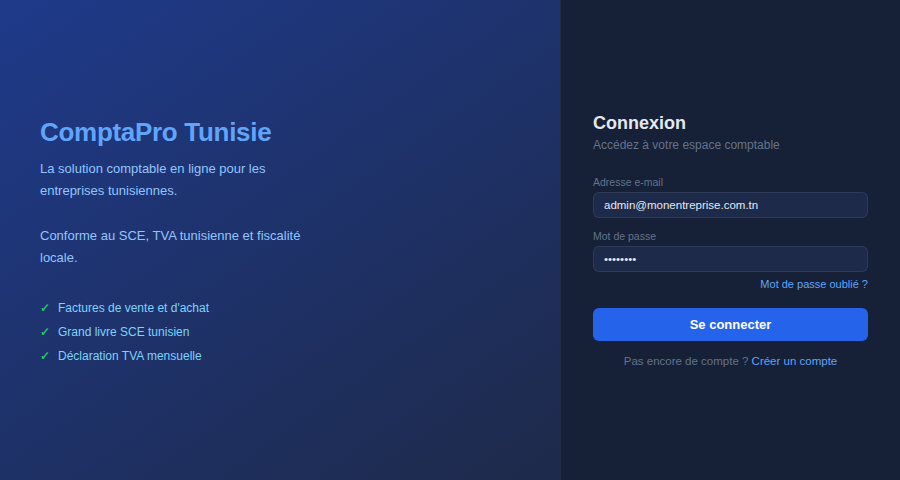 ComptaPro Tunisie
La solution comptable en ligne pour les
entreprises tunisiennes.
Conforme au SCE, TVA tunisienne et fiscalité
locale.
✓ Factures de vente et d'achat
✓ Grand livre SCE tunisien
✓ Déclaration TVA mensuelle
Connexion
Accédez à votre espace comptable
Adresse e-mail
admin@monentreprise.com.tn
Mot de passe
••••••••
Mot de passe oublié ?
Se connecter
Pas encore de compte ? Créer un compte